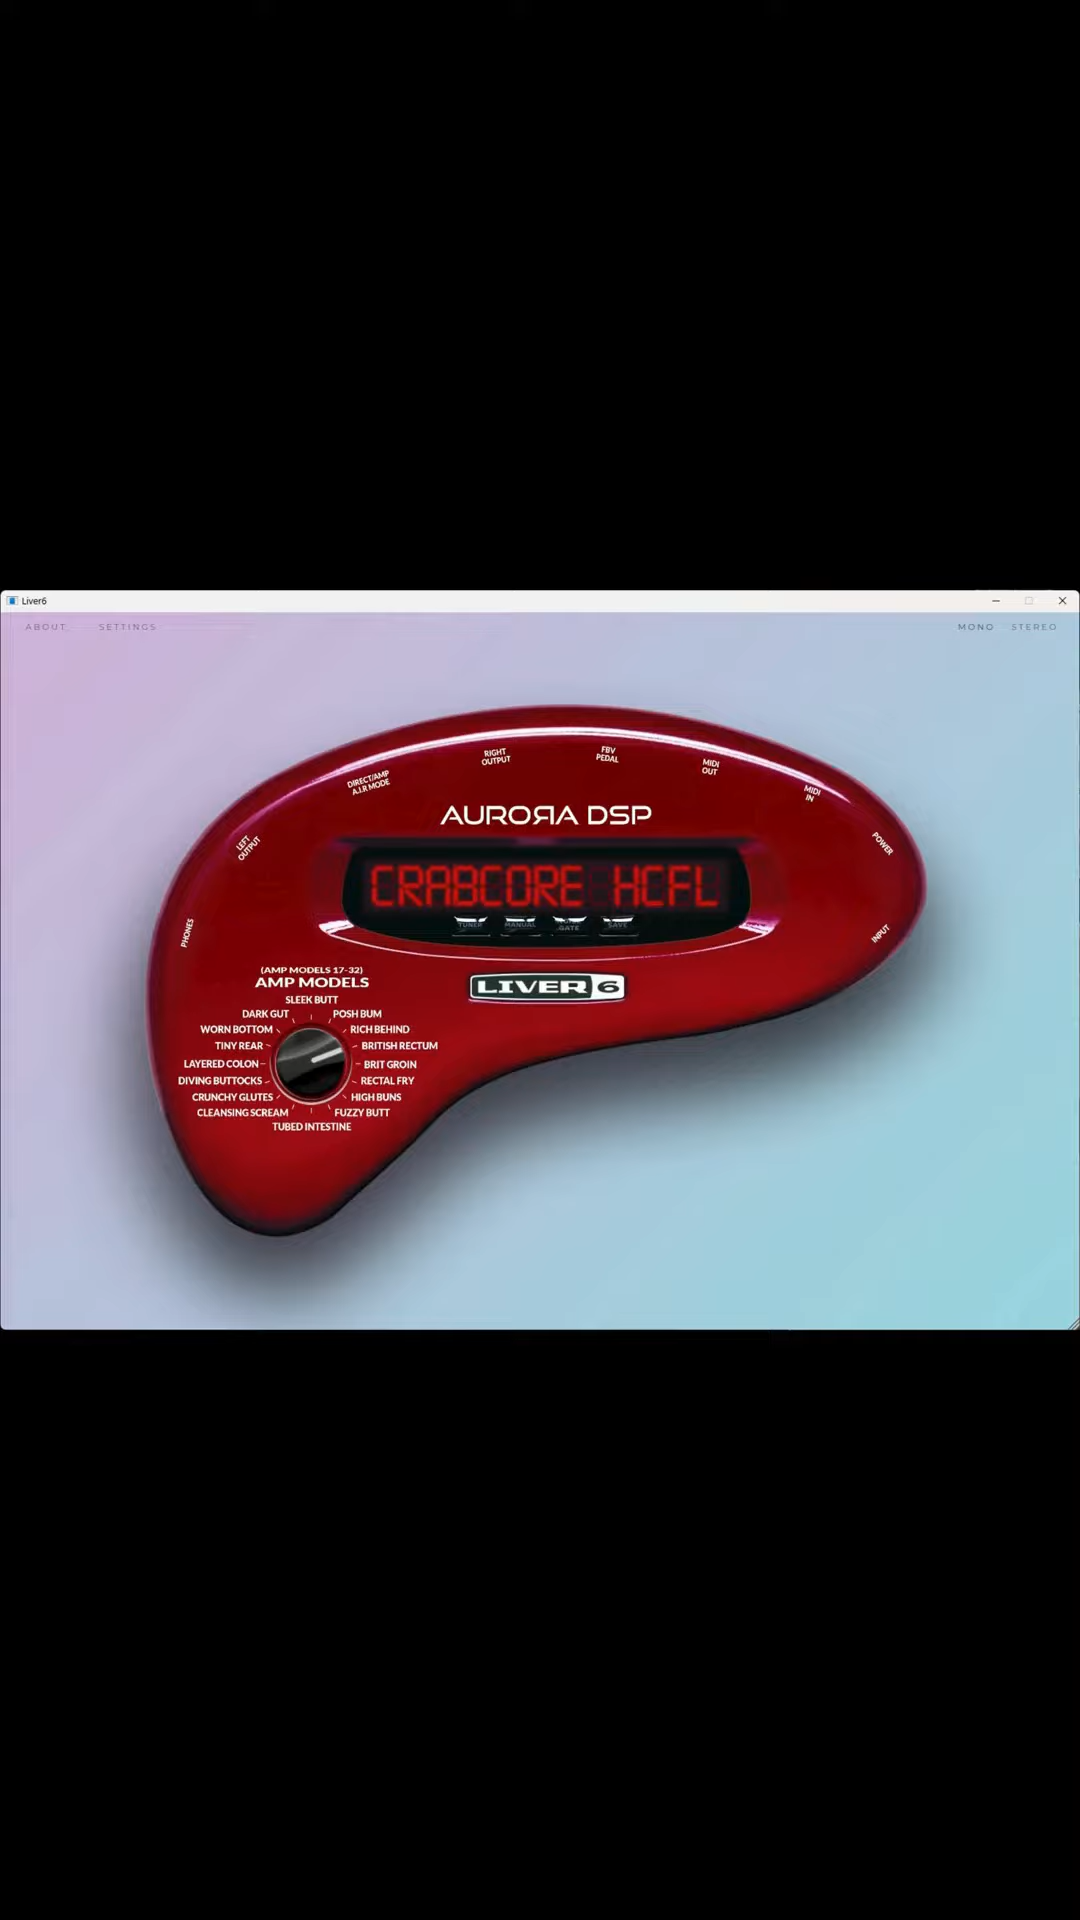 Liver6
ABOUT SETTINGS
MONO STEREO
DIRECT/AMP
A.I.R MODE
RIGHT
OUTPUT
FBV
PEDAL
MIDI
OUT
MIDI
IN
POWER
INPUT
LEFT
OUTPUT
PHONES
AUROЯA DSP
CRABCORE HCFL
TUNER MANUAL GATE SAVE
LIVER 6
(AMP MODELS 17-32)
AMP MODELS
SLEEK BUTT
DARK GUT POSH BUM
WORN BOTTOM RICH BEHIND
TINY REAR BRITISH RECTUM
LAYERED COLON BRIT GROIN
DIVING BUTTOCKS RECTAL FRY
CRUNCHY GLUTES HIGH BUNS
CLEANSING SCREAM FUZZY BUTT
TUBED INTESTINE